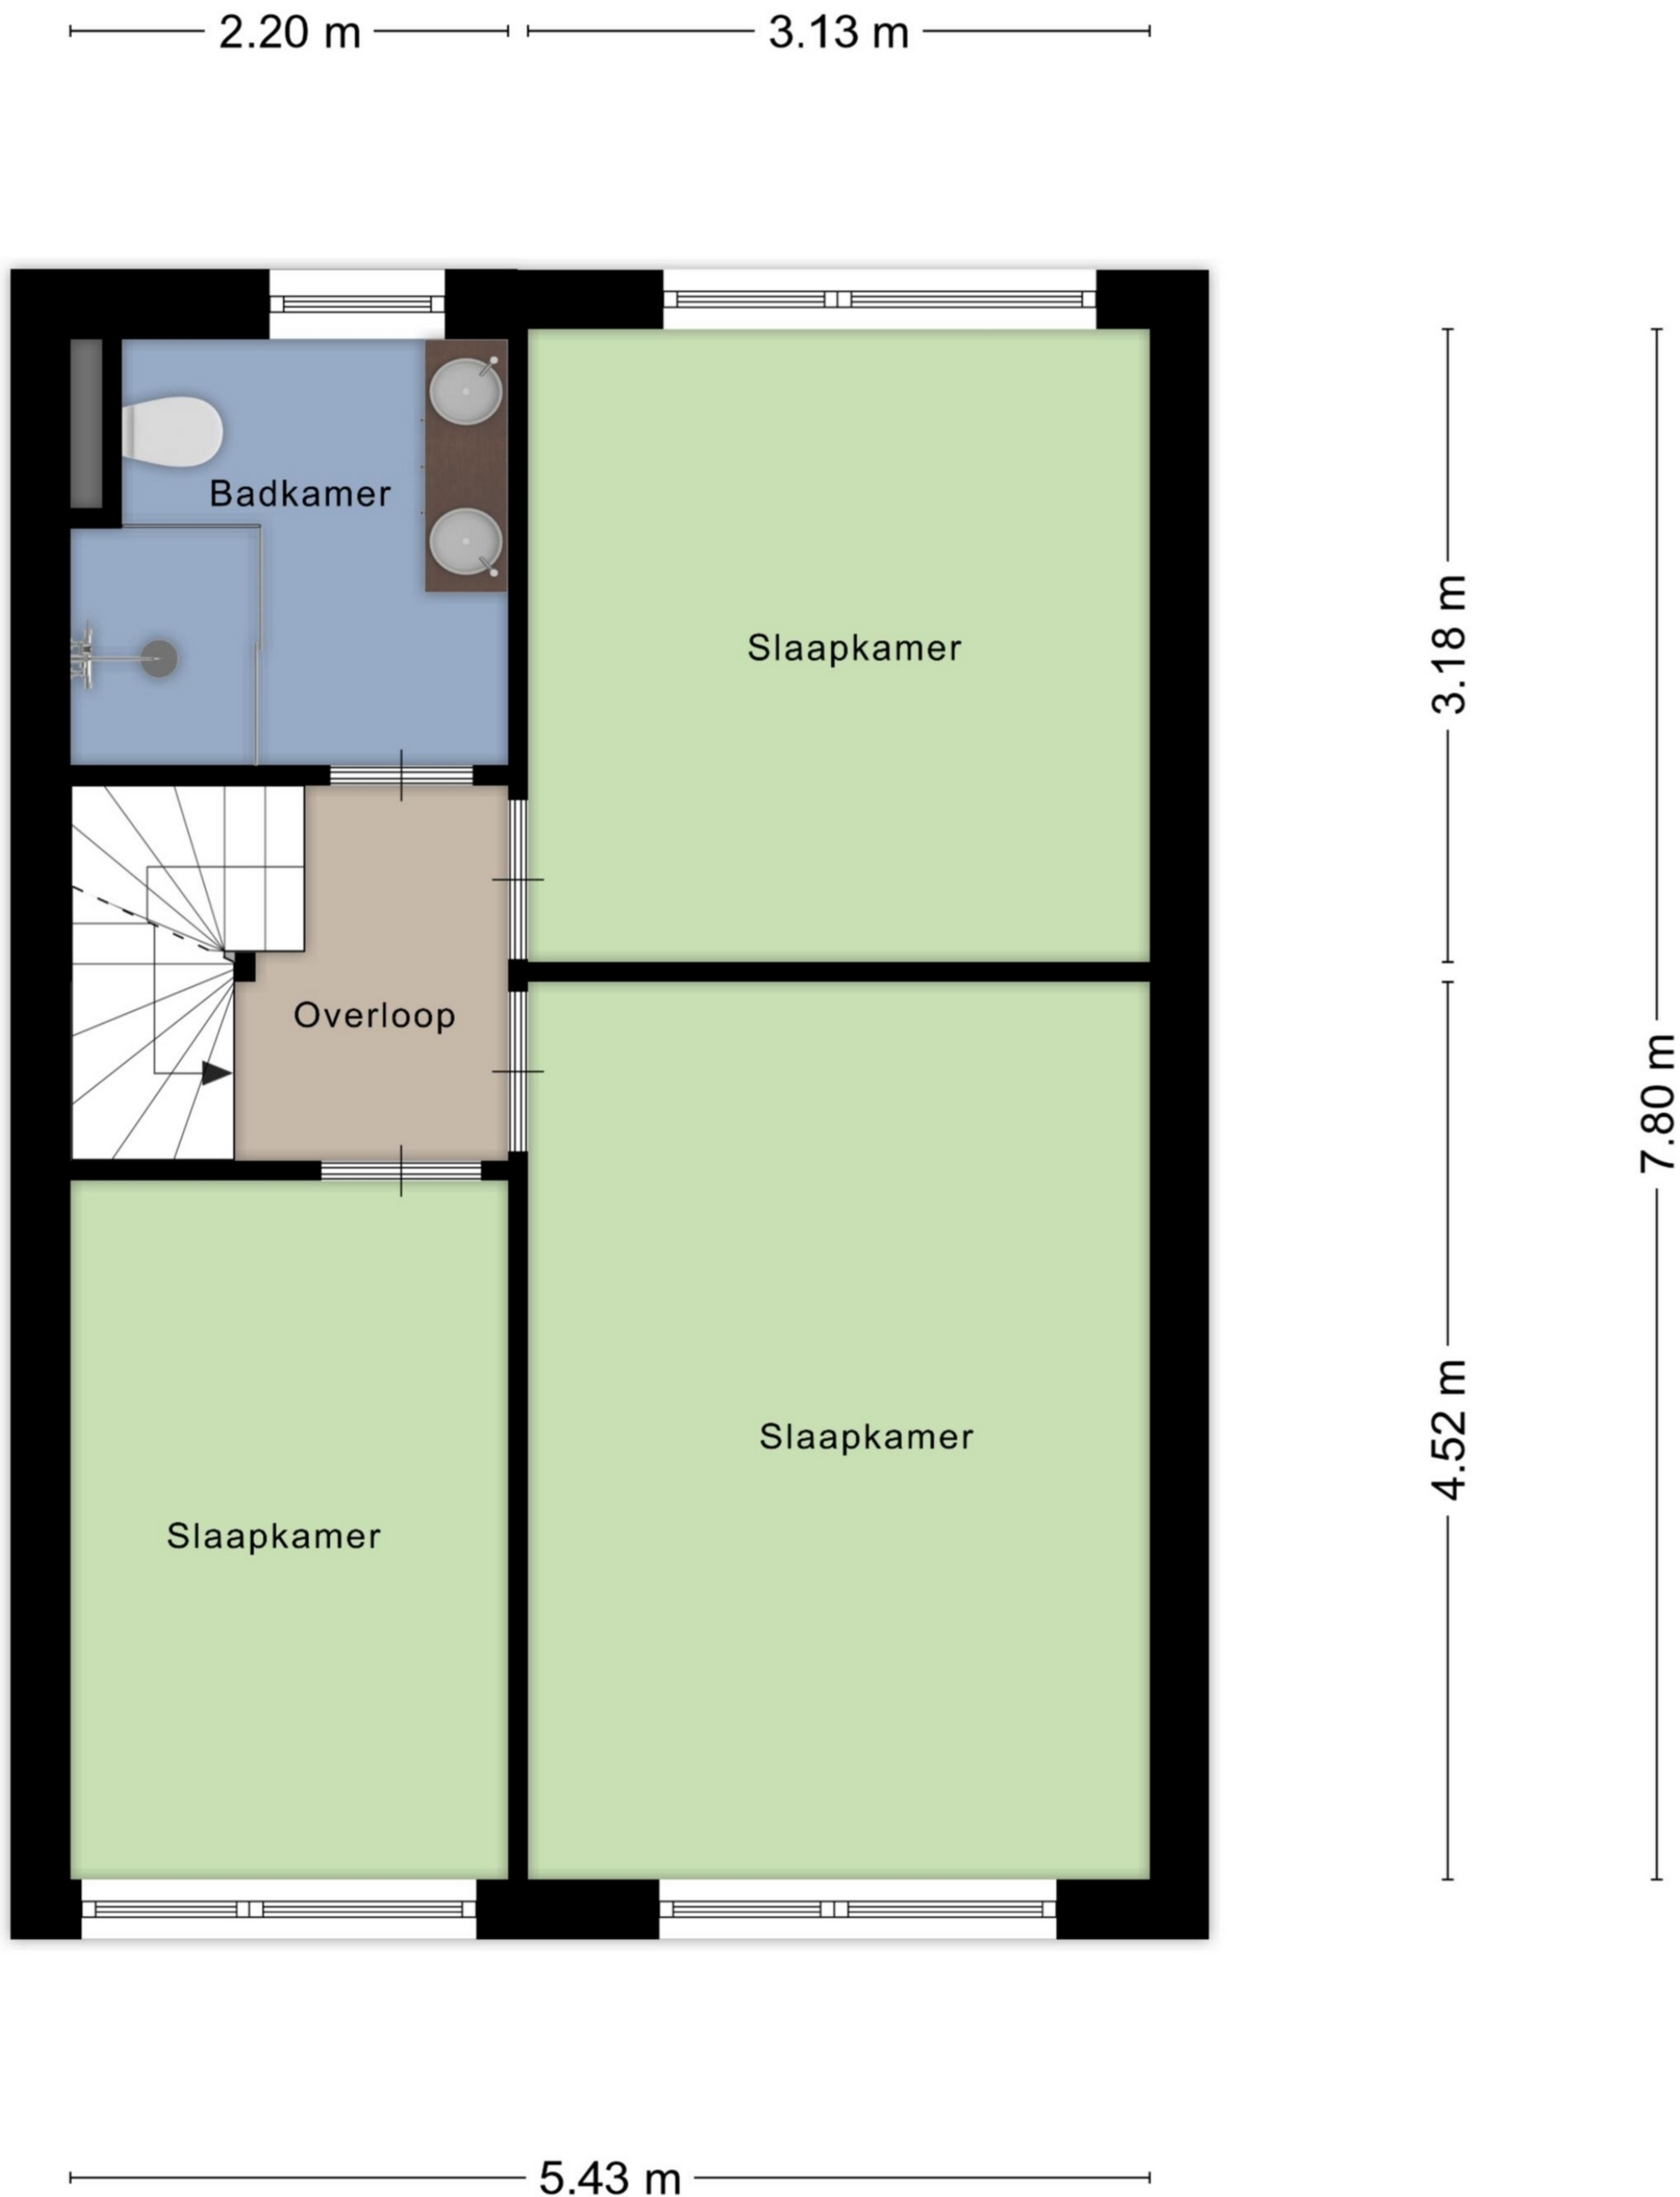 2.20 m
3.13 m
Badkamer
Slaapkamer
3.18 m
Overloop
7.80 m
4.52 m
Slaapkamer
Slaapkamer
5.43 m